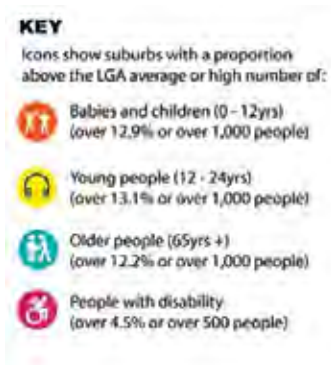 KEY
Icons show suburbs with a proportion
above the LGA average or high number of:
Babies and children (0 - 12yrs)
(over 12.9% or over 1,000 people)
Young people (12 - 24yrs)
(over 13.1% or over 1,000 people)
Older people (65yrs +)
(over 12.2% or over 1,000 people)
People with disability
(over 4.5% or over 500 people)